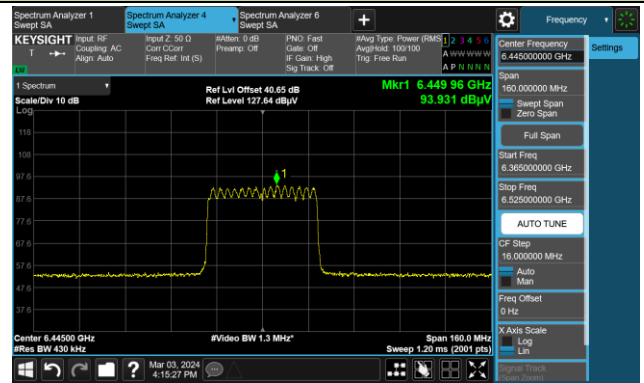 Spectrum Analyzer 1
Swept SA
Spectrum Analyzer 4
Swept SA
Spectrum Analyzer 6
Swept SA
Frequency
KEYSIGHT
T
LW
Input: RF
Coupling: AC
Align: Auto
Input Z: 50 Ω
Corr CCorr
Freq Ref: Int (S)
#Atten: 0 dB
Preamp: Off
PNO: Fast
Gate: Off
IF Gain: High
Sig Track: Off
#Avg Type: Power (RMS)
Avg|Hold: 100/100
Trig: Free Run
1 2 3 4 5 6
A W W W W W
A P N N N N
1 Spectrum
Scale/Div 10 dB
Log
Ref Lvl Offset 40.65 dB
Ref Level 127.64 dBµV
Mkr1 6.449 96 GHz
93.931 dBµV
118
108
97.6
87.6
77.6
67.6
57.6
47.6
37.6
1
Center 6.44500 GHz
#Res BW 430 kHz
#Video BW 1.3 MHz*
Span 160.0 MHz
Sweep 1.20 ms (2001 pts)
Center Frequency
6.445000000 GHz
Settings
Span
160.000000 MHz
Swept Span
Zero Span
Full Span
Start Freq
6.365000000 GHz
Stop Freq
6.525000000 GHz
AUTO TUNE
CF Step
16.000000 MHz
Auto
Man
Freq Offset
0 Hz
X Axis Scale
Log
Lin
Signal Track
(Span Zoom)
?
Mar 03, 2024
4:15:27 PM